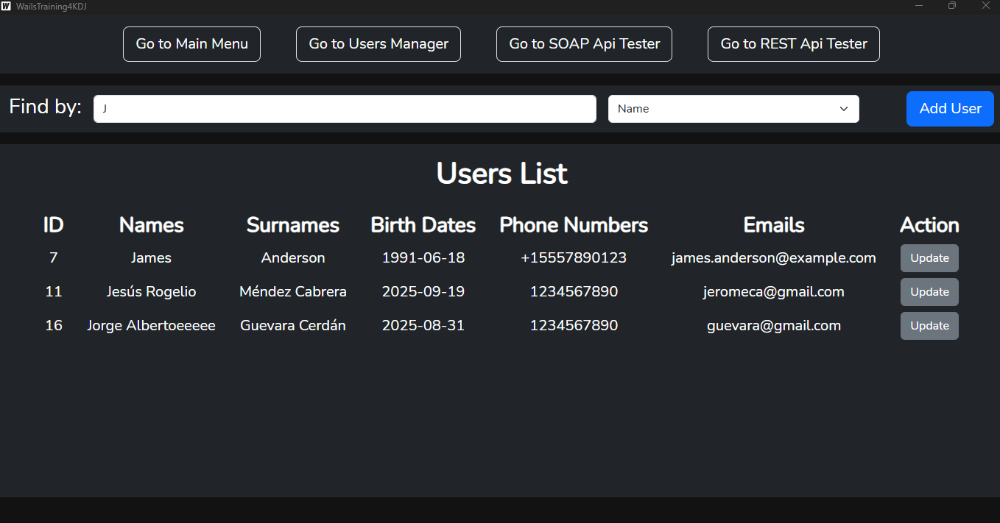 WailsTraining4KDJ
Go to Main Menu Go to Users Manager Go to SOAP Api Tester Go to REST Api Tester
Find by: J Name Add User
Users List
ID Names Surnames Birth Dates Phone Numbers Emails Action
7 James Anderson 1991-06-18 +15557890123 james.anderson@example.com Update
11 Jesús Rogelio Méndez Cabrera 2025-09-19 1234567890 jeromeca@gmail.com Update
16 Jorge Albertoeeeee Guevara Cerdán 2025-08-31 1234567890 guevara@gmail.com Update